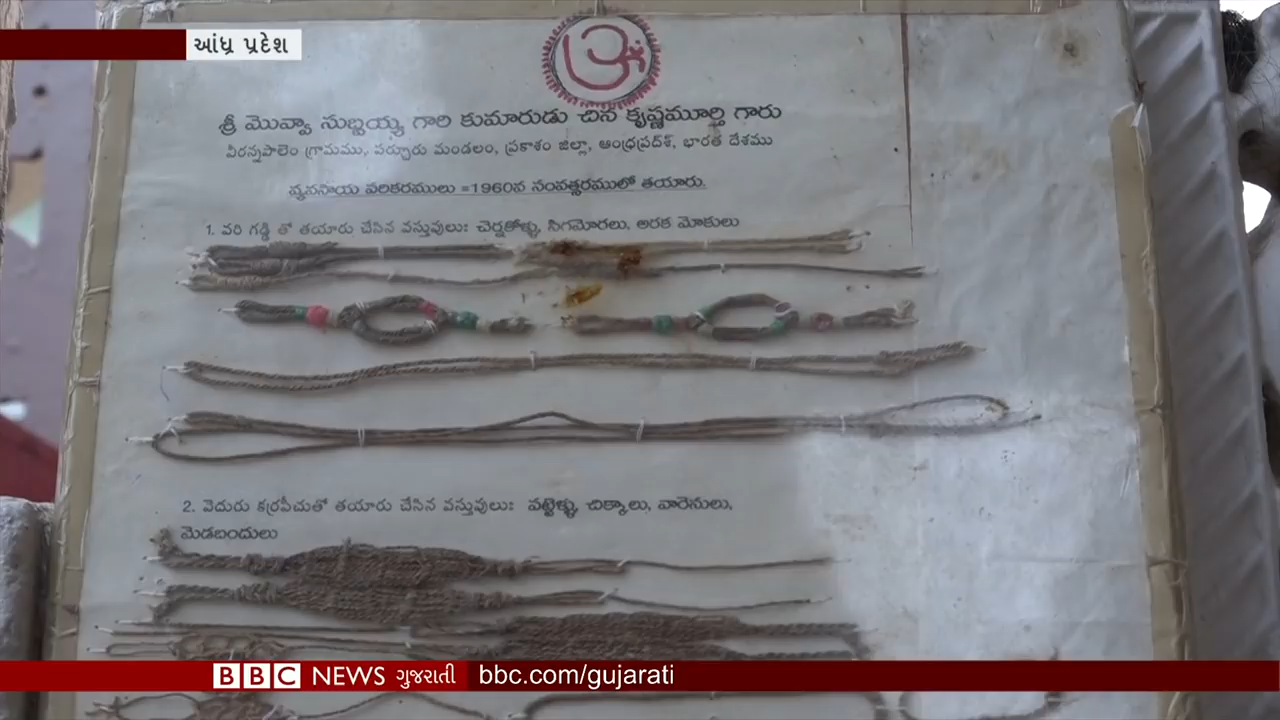 આંધ્ર પ્રદેશ
శ్రీ మొవ్వా సుబ్బయ్య గారి కుమారుడు చిన కృష్ణమూర్తి గారు
వీరన్నపాలెం గ్రామము, పర్చూరు మండలం, ప్రకాశం జిల్లా, ఆంధ్రప్రదేశ్, భారత దేశము
వ్యవసాయ పరికరములు =1960వ సంవత్సరములో తయారు.
1. వరి గడ్డి తో తయారు చేసిన వస్తువులుః చెర్నకోళ్ళు, సిగమోరలు, అరక మోకులు
2. వెదురు కర్రపీచుతో తయారు చేసిన వస్తువులుః వట్టెళ్ళు, చిక్కాలు, వారెనులు,
మెడబందులు
BBC NEWS ગુજરાતી bbc.com/gujarati